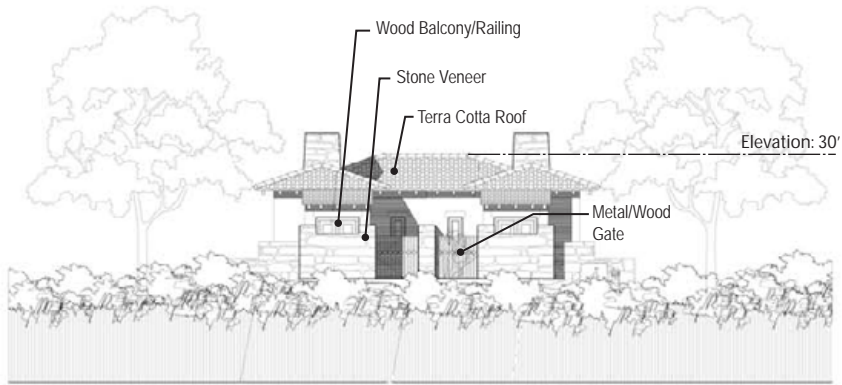 Wood Balcony/Railing
Stone Veneer
Terra Cotta Roof
Elevation: 30'
Metal/Wood
Gate